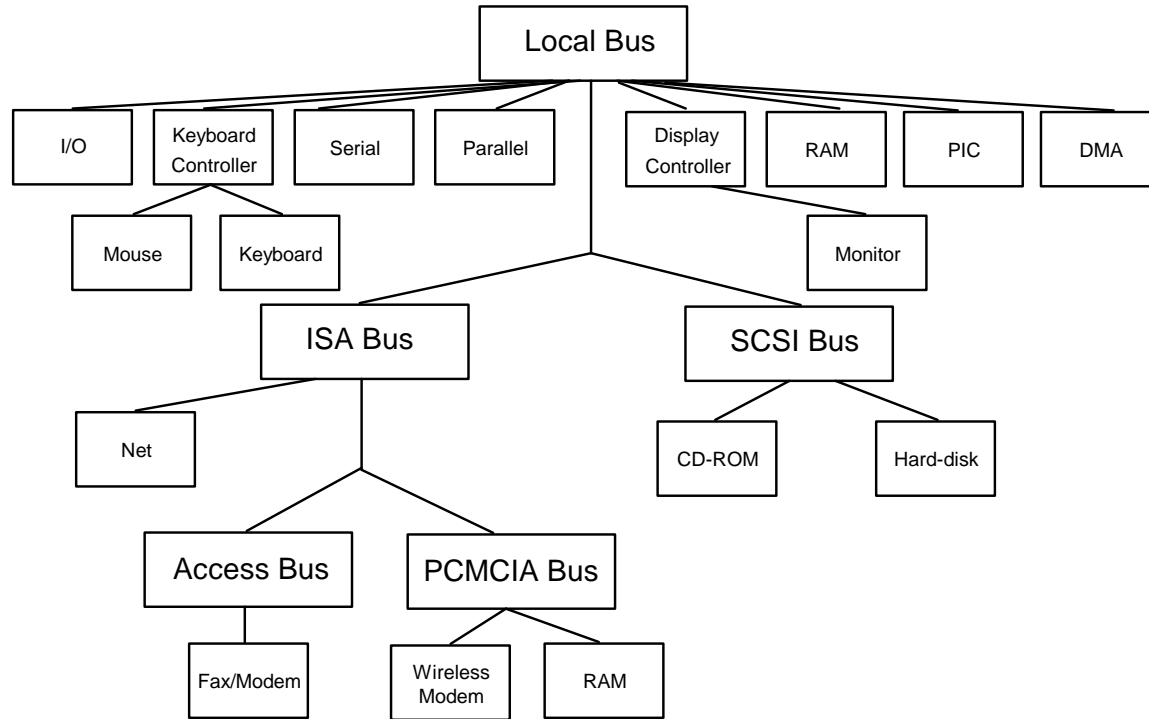 Local Bus
I/O
Keyboard
Controller
Serial
Parallel
Display
Controller
RAM
PIC
DMA
Mouse
Keyboard
Monitor
ISA Bus
SCSI Bus
Net
CD-ROM
Hard-disk
Access Bus
PCMCIA Bus
Fax/Modem
Wireless
Modem
RAM